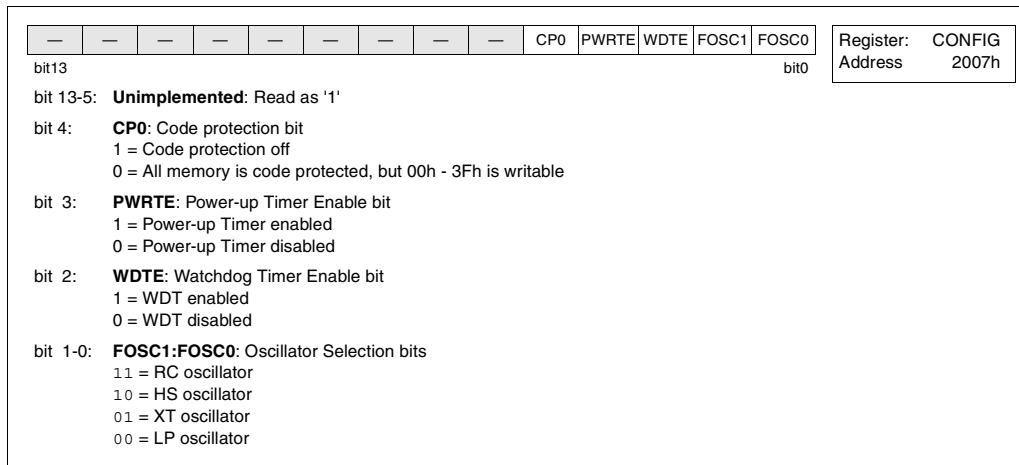 — — — — — — — — — CP0 PWRTE WDTE FOSC1 FOSC0
bit13 bit0
Register: CONFIG
Address 2007h
bit 13-5: Unimplemented: Read as '1'
bit 4: CP0: Code protection bit
1 = Code protection off
0 = All memory is code protected, but 00h - 3Fh is writable
bit 3: PWRTE: Power-up Timer Enable bit
1 = Power-up Timer enabled
0 = Power-up Timer disabled
bit 2: WDTE: Watchdog Timer Enable bit
1 = WDT enabled
0 = WDT disabled
bit 1-0: FOSC1:FOSC0: Oscillator Selection bits
11 = RC oscillator
10 = HS oscillator
01 = XT oscillator
00 = LP oscillator